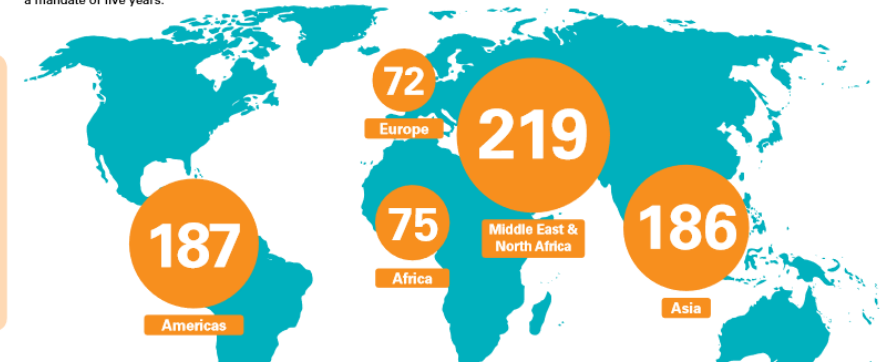 a mandate of five years.
72
Europe
219
Middle East &
North Africa
187
Americas
75
Africa
186
Asia